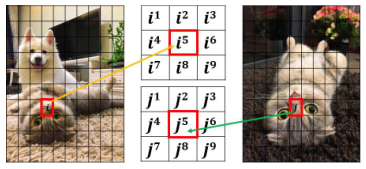 i¹ i² i³
i⁴ i⁵ i⁶
i⁷ i⁸ i⁹
j¹ j² j³
j⁴ j⁵ j⁶
j⁷ j⁸ j⁹